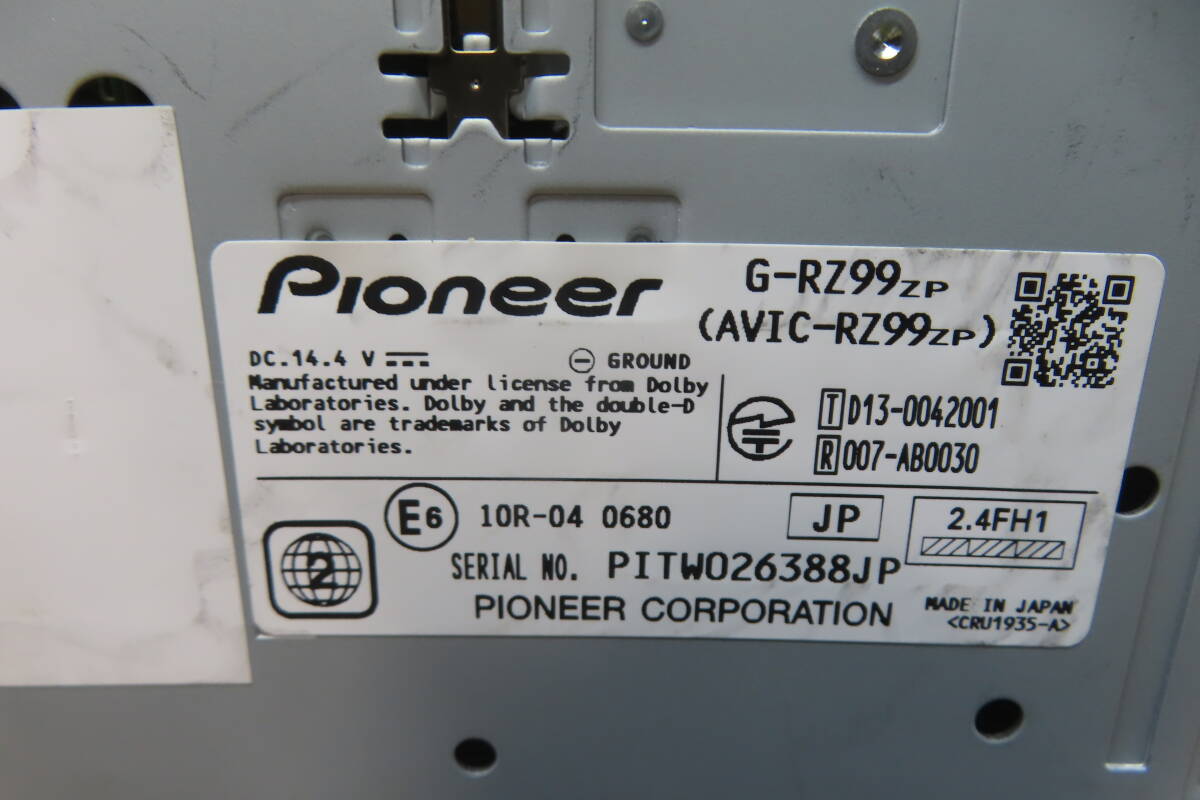 Pioneer
G-RZ99ZP
(AVIC-RZ99ZP)
DC.14.4 V
GROUND
Manufactured under license from Dolby
Laboratories. Dolby and the double-D
symbol are trademarks of Dolby
Laboratories.
T D13-0042001
R 007-AB0030
2
E6
10R-04 0680
JP
2.4FH1
SERIAL NO. PITW026388JP
PIONEER CORPORATION
MADE IN JAPAN
<CRU1935-A>